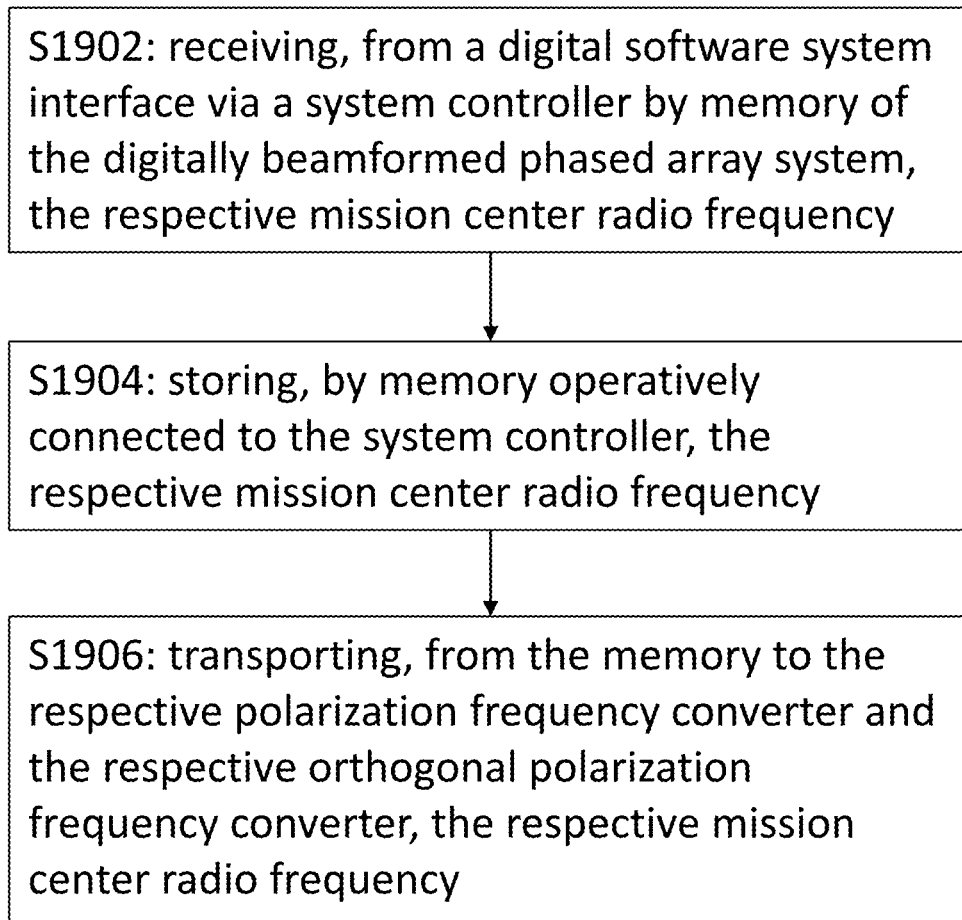 S1902: receiving, from a digital software system
interface via a system controller by memory of
the digitally beamformed phased array system,
the respective mission center radio frequency
S1904: storing, by memory operatively
connected to the system controller, the
respective mission center radio frequency
S1906: transporting, from the memory to the
respective polarization frequency converter and
the respective orthogonal polarization
frequency converter, the respective mission
center radio frequency